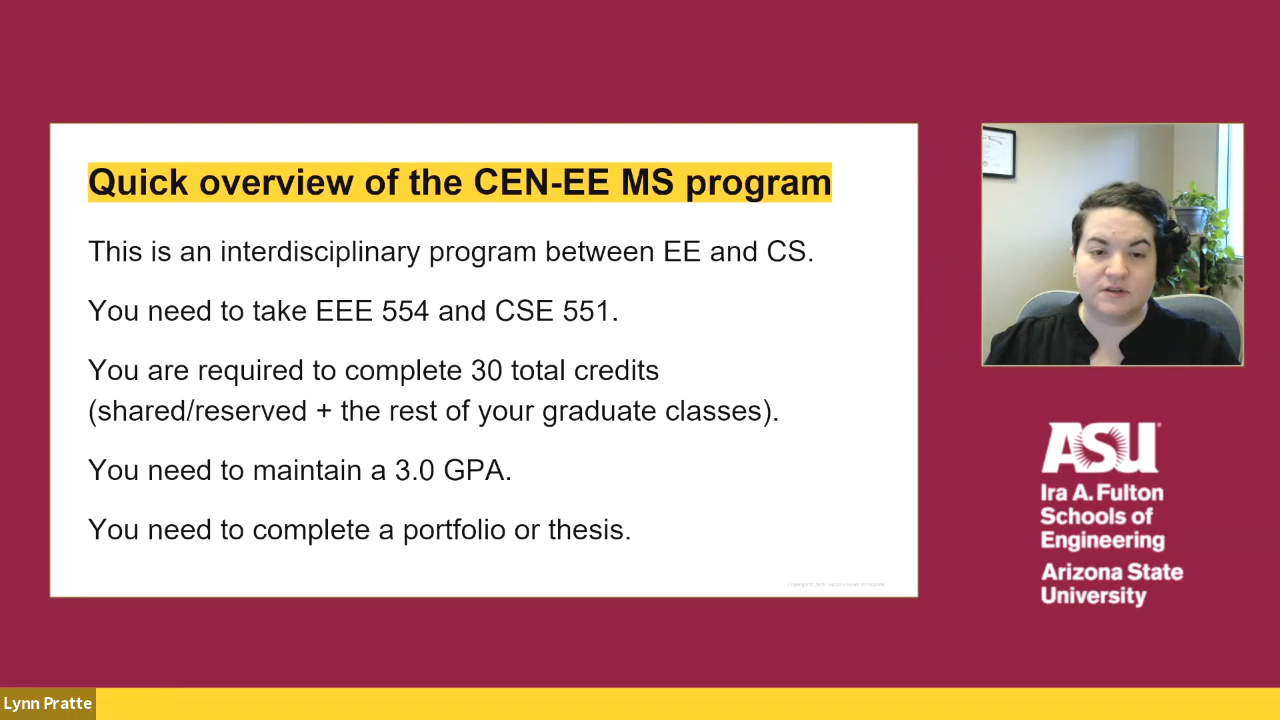 Quick overview of the CEN-EE MS program
This is an interdisciplinary program between EE and CS.
You need to take EEE 554 and CSE 551.
You are required to complete 30 total credits
(shared/reserved + the rest of your graduate classes).
You need to maintain a 3.0 GPA.
You need to complete a portfolio or thesis.
ASU
Ira A. Fulton
Schools of
Engineering
Arizona State
University
Lynn Pratte